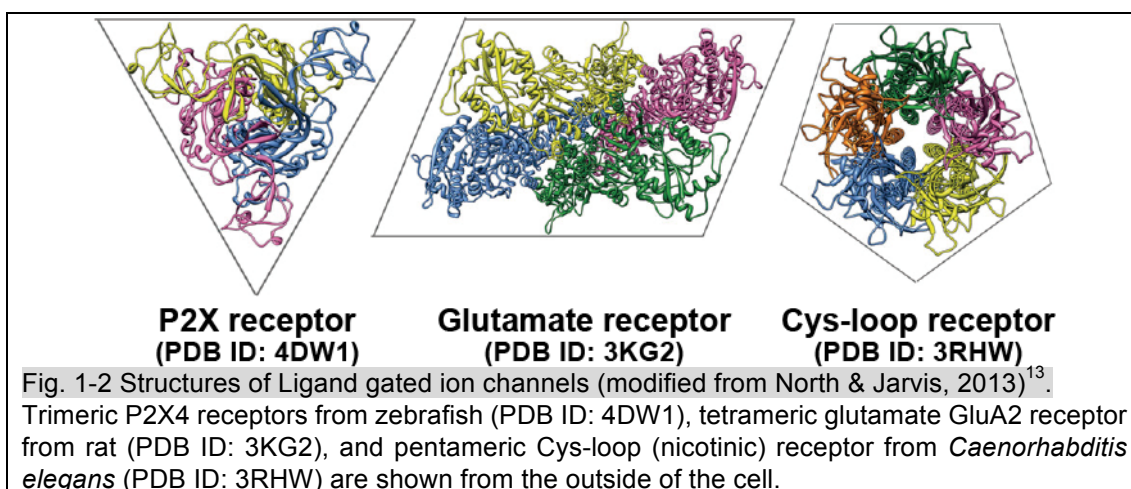 P2X receptor Glutamate receptor Cys-loop receptor
(PDB ID: 4DW1) (PDB ID: 3KG2) (PDB ID: 3RHW)
Fig. 1-2 Structures of Ligand gated ion channels (modified from North & Jarvis, 2013)13.
Trimeric P2X4 receptors from zebrafish (PDB ID: 4DW1), tetrameric glutamate GluA2 receptor
from rat (PDB ID: 3KG2), and pentameric Cys-loop (nicotinic) receptor from Caenorhabditis
elegans (PDB ID: 3RHW) are shown from the outside of the cell.